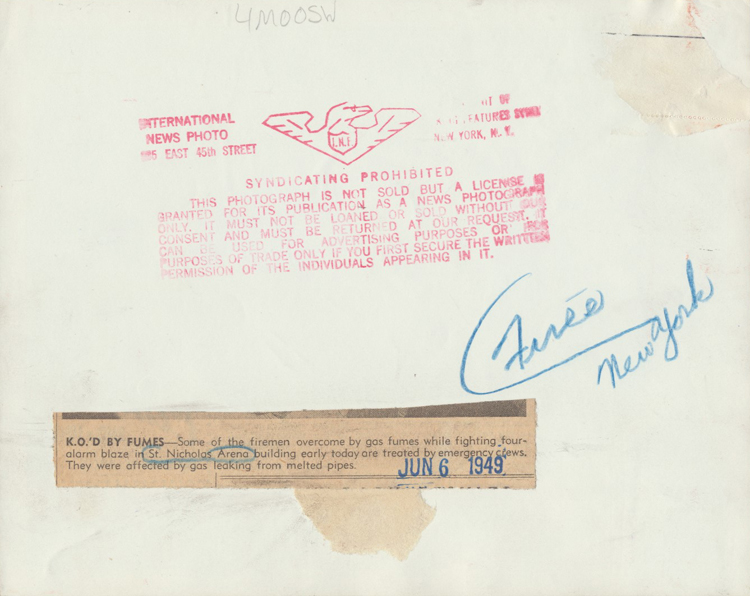 14MOOSW
INTERNATIONAL
NEWS PHOTO
EAST 45th STREET
I.N.I.
OF
FEATURES SYND.
NEW YORK, N. Y.
SYNDICATING PROHIBITED
THIS PHOTOGRAPH IS NOT SOLD BUT A LICENSE IS
GRANTED FOR ITS PUBLICATION AS A NEWS PHOTOGRAPH
ONLY. IT MUST NOT BE LOANED OR SOLD WITHOUT OUR
CONSENT AND MUST BE RETURNED AT OUR REQUEST. IT
CAN BE USED FOR ADVERTISING PURPOSES OR FOR
PURPOSES OF TRADE ONLY IF YOU FIRST SECURE THE WRITTEN
PERMISSION OF THE INDIVIDUALS APPEARING IN IT.
New York
K.O.'D BY FUMES—Some of the firemen overcome by gas fumes while fighting four-
alarm blaze in St. Nicholas Arena building early today are treated by emergency crews.
They were affected by gas leaking from melted pipes.
JUN 6 1949